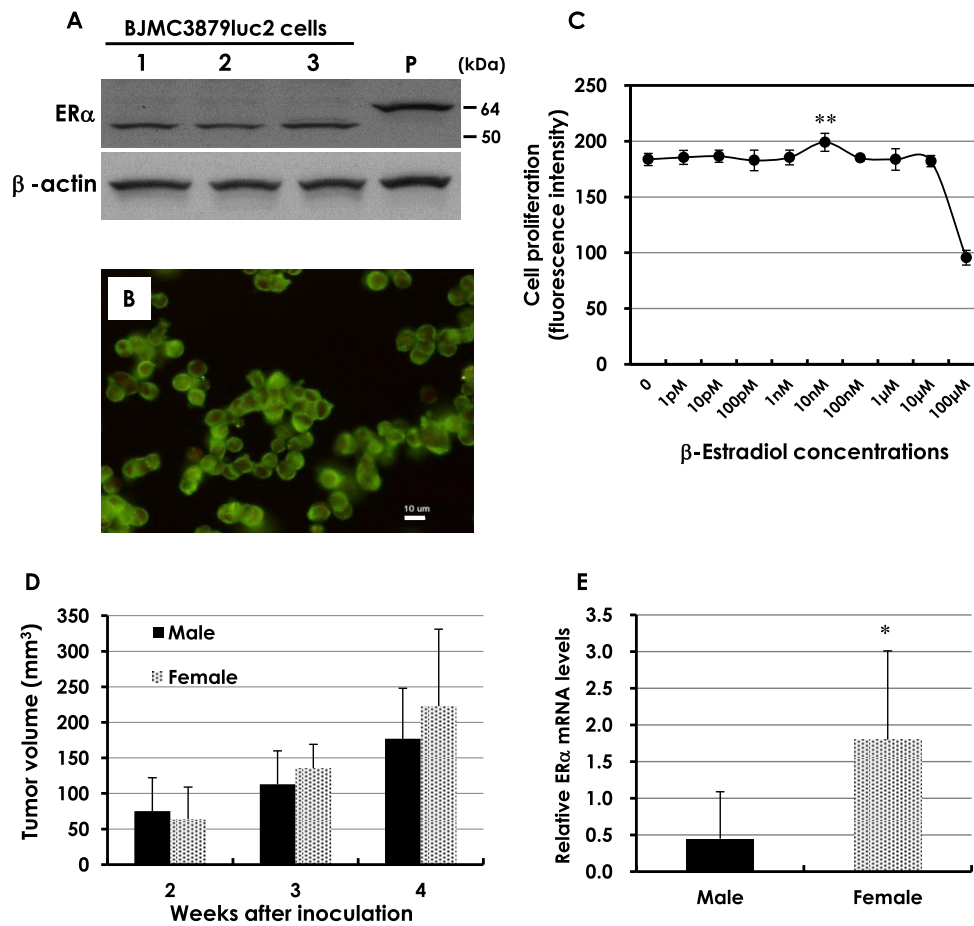 A
BJMC3879luc2 cells
1 2 3 P (kDa)
ERα
64
50
β -actin
B
10 um
C
Cell proliferation
(fluorescence intensity)
250
200
150
100
50
0
**
0 1pM 10pM 100pM 1nM 10nM 100nM 1µM 10µM 100µM
β-Estradiol concentrations
D
Tumor volume (mm³)
350
300
250
200
150
100
50
0
Male
Female
2 3 4
Weeks after inoculation
E
Relative ERα mRNA levels
3.5
3.0
2.5
2.0
1.5
1.0
0.5
0.0
*
Male Female